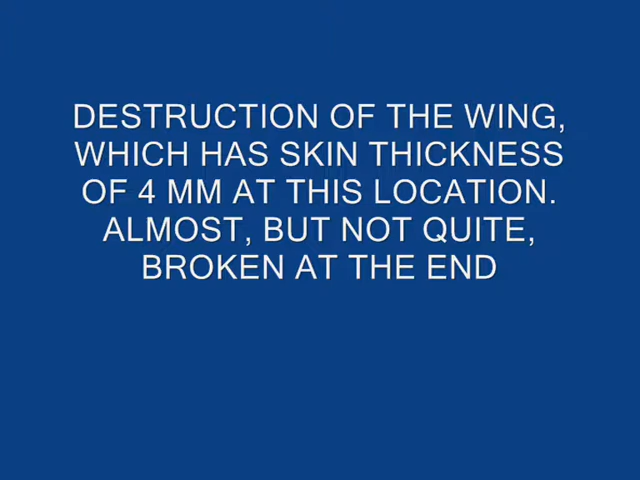 DESTRUCTION OF THE WING,
WHICH HAS SKIN THICKNESS
OF 4 MM AT THIS LOCATION.
ALMOST, BUT NOT QUITE,
BROKEN AT THE END